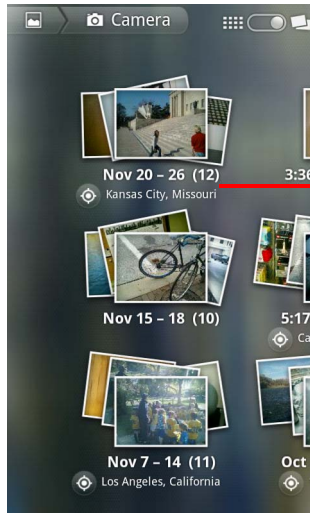 Camera
Nov 20 – 26 (12)
3:36
Kansas City, Missouri
Nov 15 – 18 (10)
5:17
Ca
Nov 7 – 14 (11)
Oct
Los Angeles, California